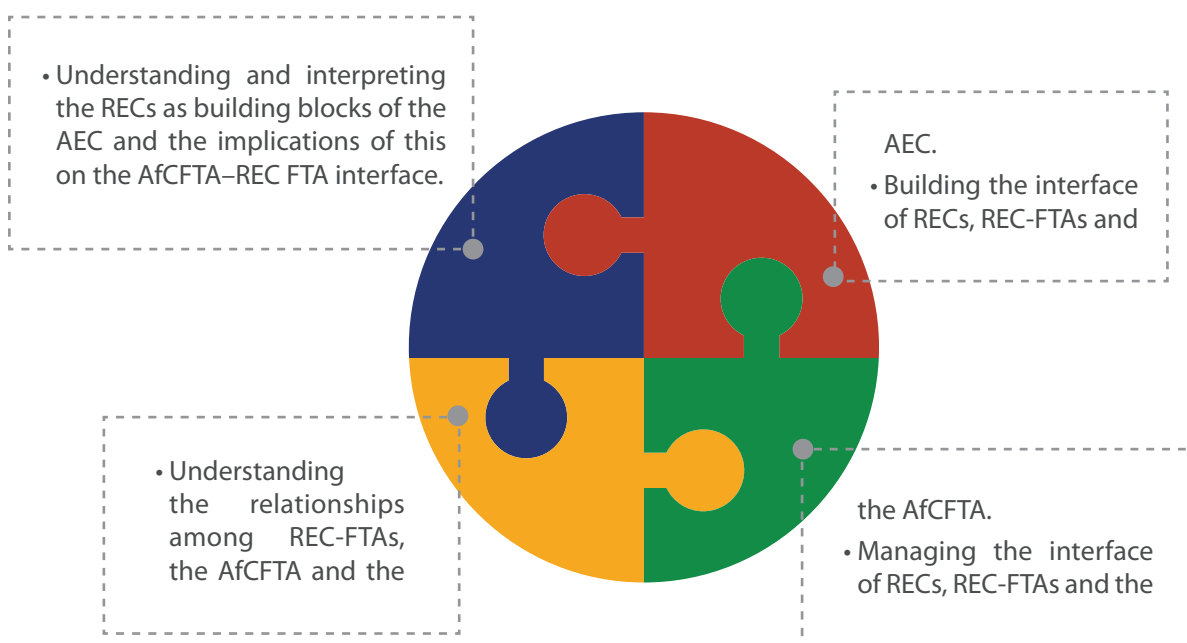 • Understanding and interpreting
the RECs as building blocks of the
AEC and the implications of this
on the AfCFTA–REC FTA interface.
AEC.
• Building the interface
of RECs, REC-FTAs and
• Understanding
the relationships
among REC-FTAs,
the AfCFTA and the
the AfCFTA.
• Managing the interface
of RECs, REC-FTAs and the